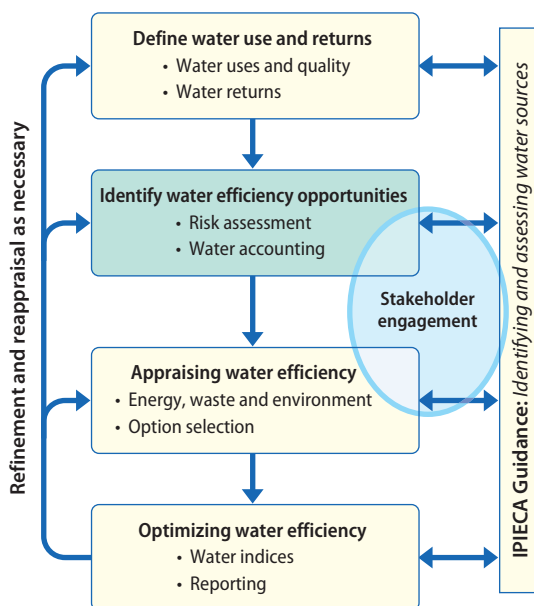 Define water use and returns
• Water uses and quality
• Water returns
Identify water efficiency opportunities
• Risk assessment
• Water accounting
Stakeholder
engagement
Appraising water efficiency
• Energy, waste and environment
• Option selection
Optimizing water efficiency
• Water indices
• Reporting
Refinement and reappraisal as necessary
IPIECA Guidance: Identifying and assessing water sources